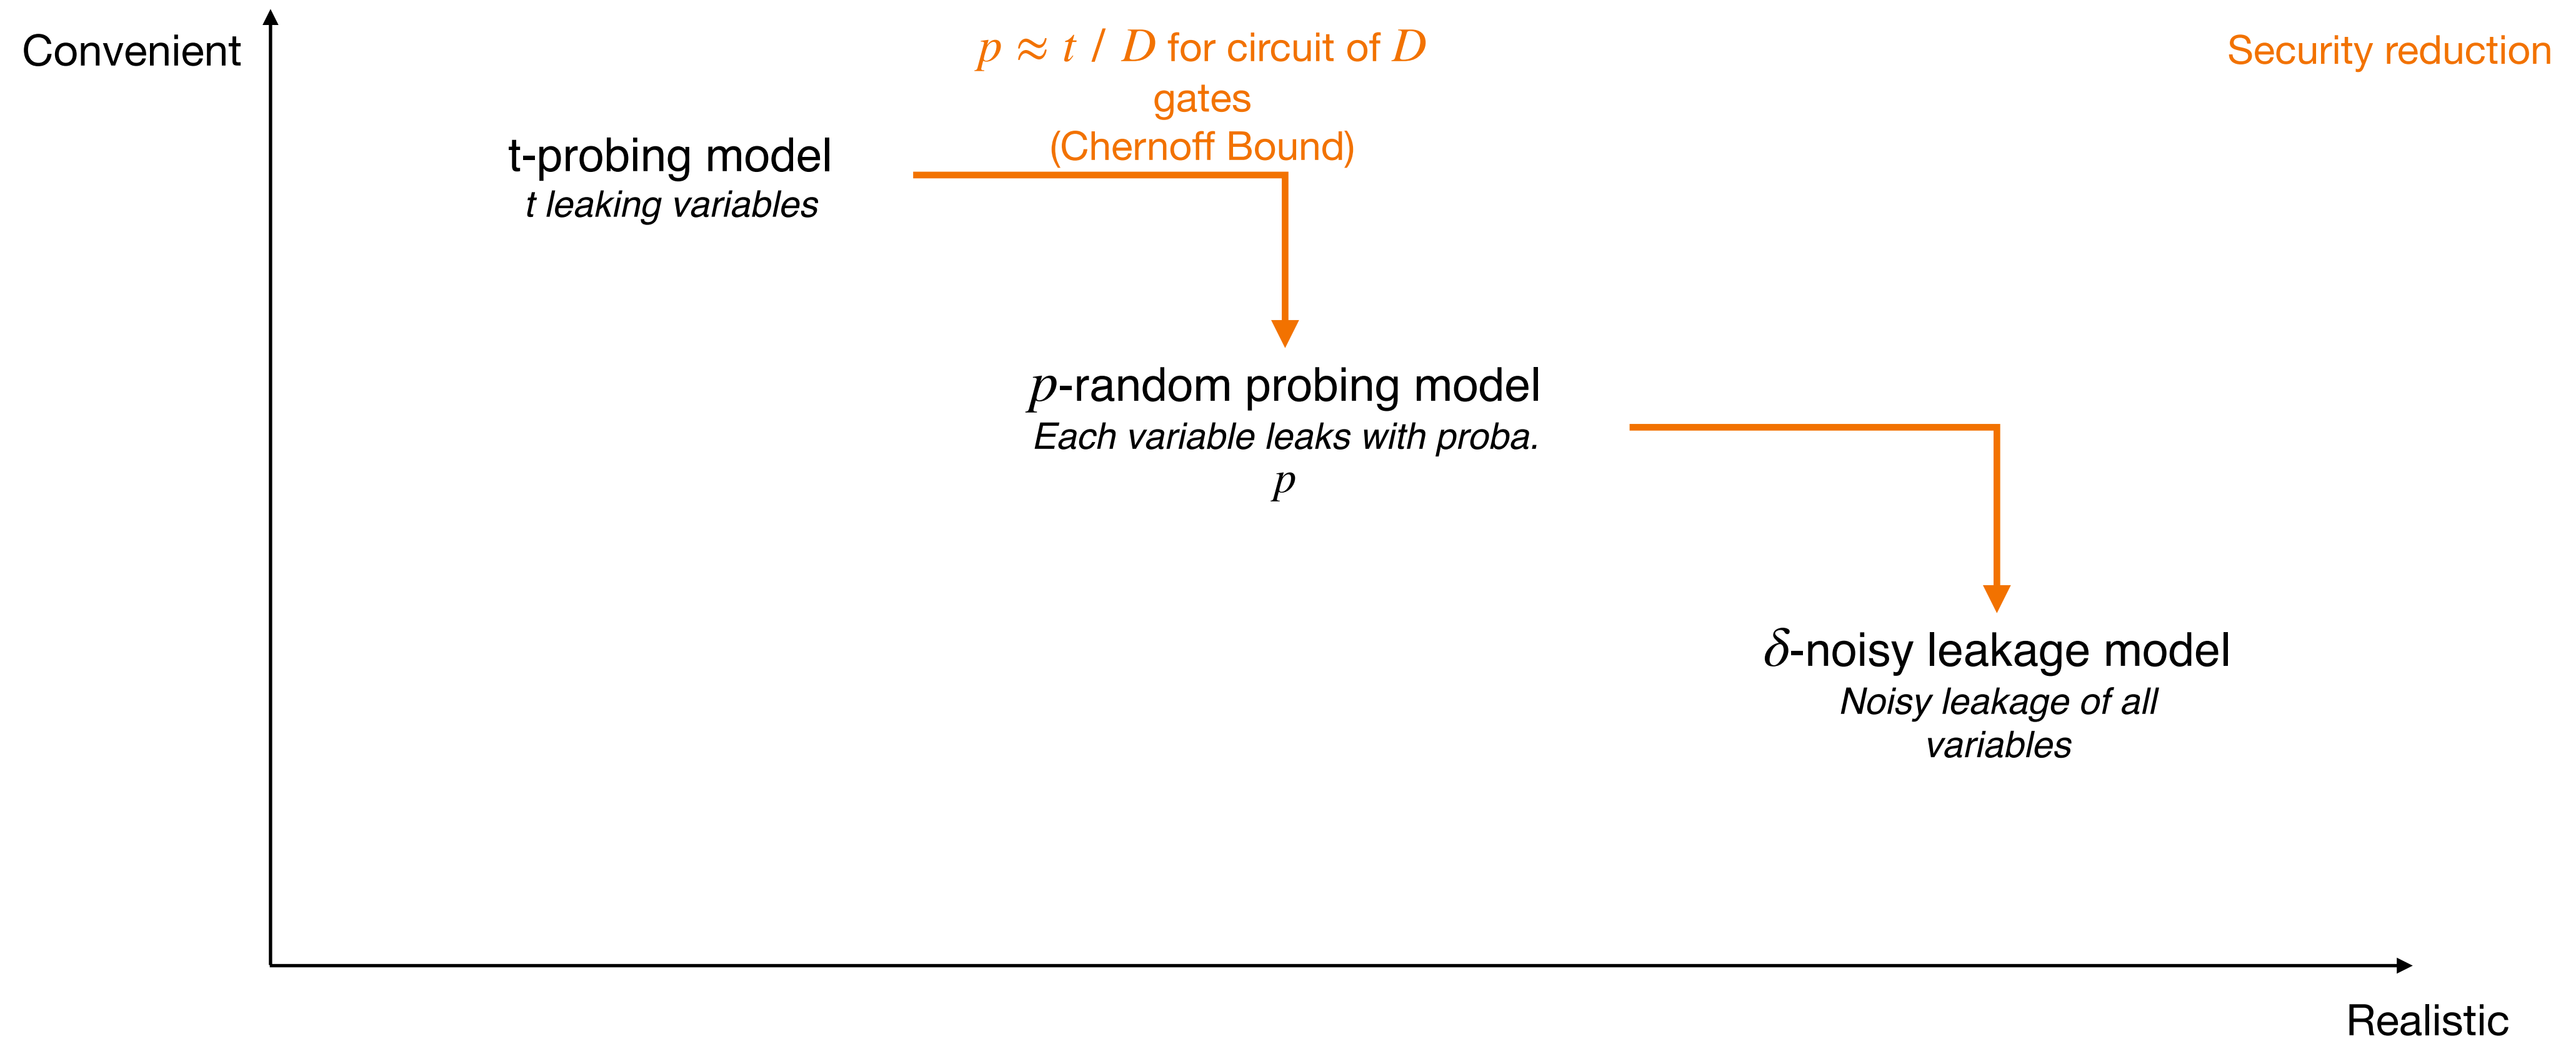 Convenient
p ≈ t / D for circuit of D
gates
(Chernoff Bound)
Security reduction
t-probing model
t leaking variables
p-random probing model
Each variable leaks with proba.
p
δ-noisy leakage model
Noisy leakage of all
variables
Realistic